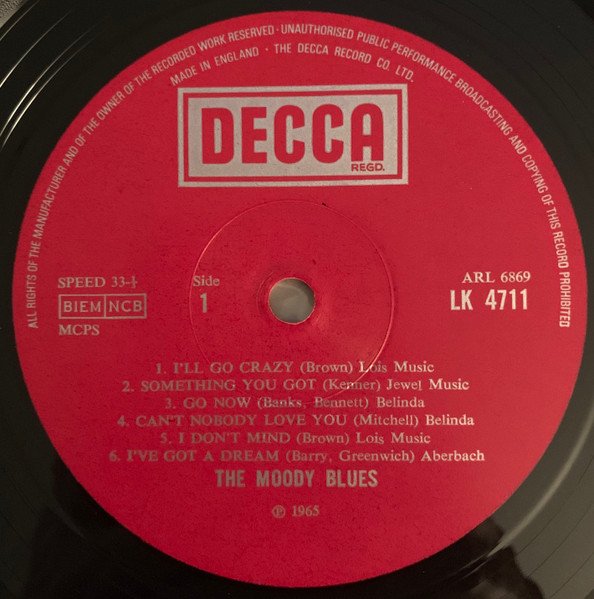 ALL RIGHTS OF THE MANUFACTURER AND OF THE OWNER OF THE RECORDED WORK RESERVED · UNAUTHORISED PUBLIC PERFORMANCE BROADCASTING AND COPYING OF THIS RECORD PROHIBITED
MADE IN ENGLAND · THE DECCA RECORD CO. LTD.
DECCA
REGD.
SPEED 33-⅓
Side
ARL 6869
BIEM NCB
1
LK 4711
MCPS
1. I'LL GO CRAZY (Brown) Lois Music
2. SOMETHING YOU GOT (Kenner) Jewel Music
3. GO NOW (Banks, Bennett) Belinda
4. CAN'T NOBODY LOVE YOU (Mitchell) Belinda
5. I DON'T MIND (Brown) Lois Music
6. I'VE GOT A DREAM (Barry, Greenwich) Aberbach
THE MOODY BLUES
℗ 1965